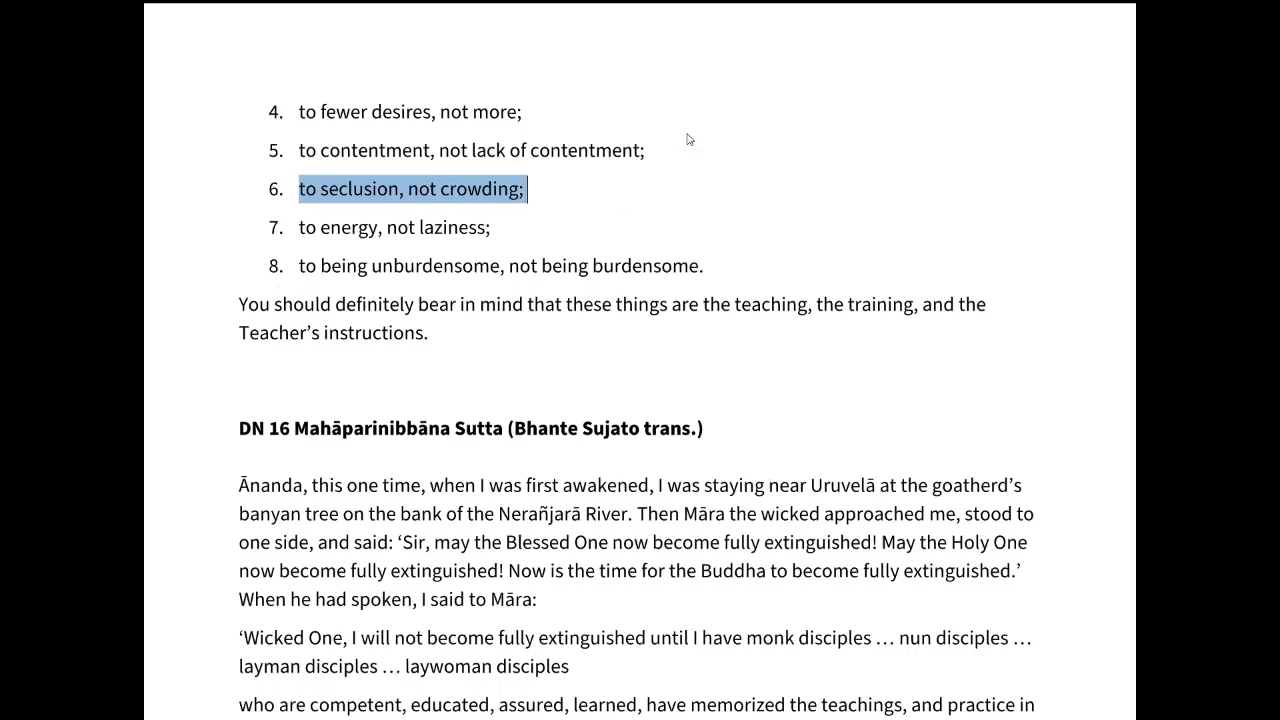 4. to fewer desires, not more;
5. to contentment, not lack of contentment;
6. to seclusion, not crowding;
7. to energy, not laziness;
8. to being unburdensome, not being burdensome.
You should definitely bear in mind that these things are the teaching, the training, and the
Teacher’s instructions.
DN 16 Mahāparinibbāna Sutta (Bhante Sujato trans.)
Ānanda, this one time, when I was first awakened, I was staying near Uruvelā at the goatherd’s
banyan tree on the bank of the Nerañjarā River. Then Māra the wicked approached me, stood to
one side, and said: ‘Sir, may the Blessed One now become fully extinguished! May the Holy One
now become fully extinguished! Now is the time for the Buddha to become fully extinguished.’
When he had spoken, I said to Māra:
‘Wicked One, I will not become fully extinguished until I have monk disciples … nun disciples …
layman disciples … laywoman disciples
who are competent, educated, assured, learned, have memorized the teachings, and practice in